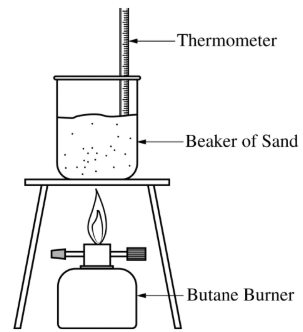 Thermometer
Beaker of Sand
Butane Burner